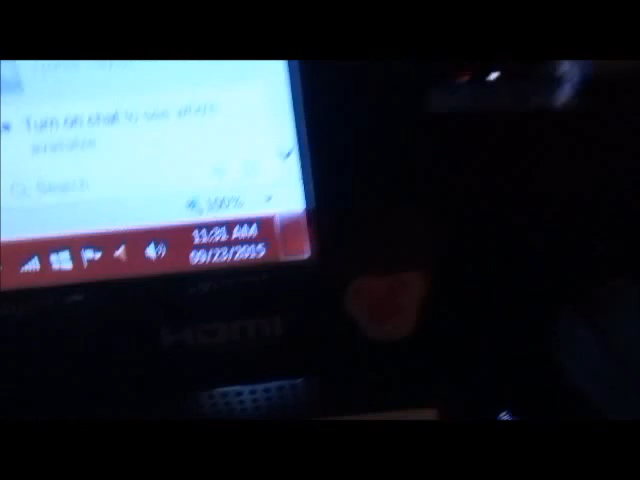 Turn on chat to see who's
available
Search
100%
11:31 AM
09/23/2015
HDMI